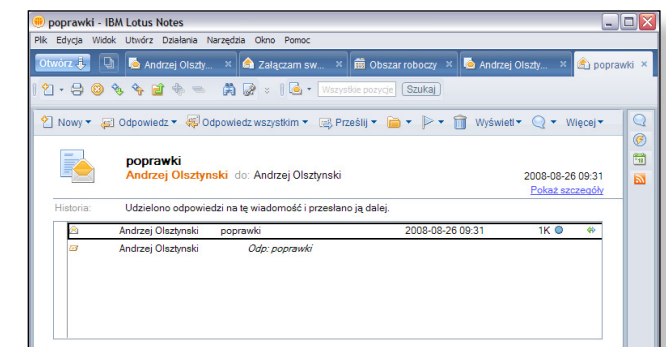 poprawki - IBM Lotus Notes
Plik Edycja Widok Utwórz Działania Narzędzia Okno Pomoc
Otwórz Andrzej Olszty... Załączam sw... Obszar roboczy Andrzej Olszty... poprawki
Wszystkie pozycje Szukaj
Nowy Odpowiedz Odpowiedz wszystkim Prześlij Wyświetl Więcej
poprawki
Andrzej Olsztynski do: Andrzej Olsztynski 2008-08-26 09:31
Pokaż szczegóły
Historia: Udzielono odpowiedzi na tę wiadomość i przesłano ją dalej.
Andrzej Olsztynski poprawki 2008-08-26 09:31 1K
Andrzej Olsztynski Odp: poprawki